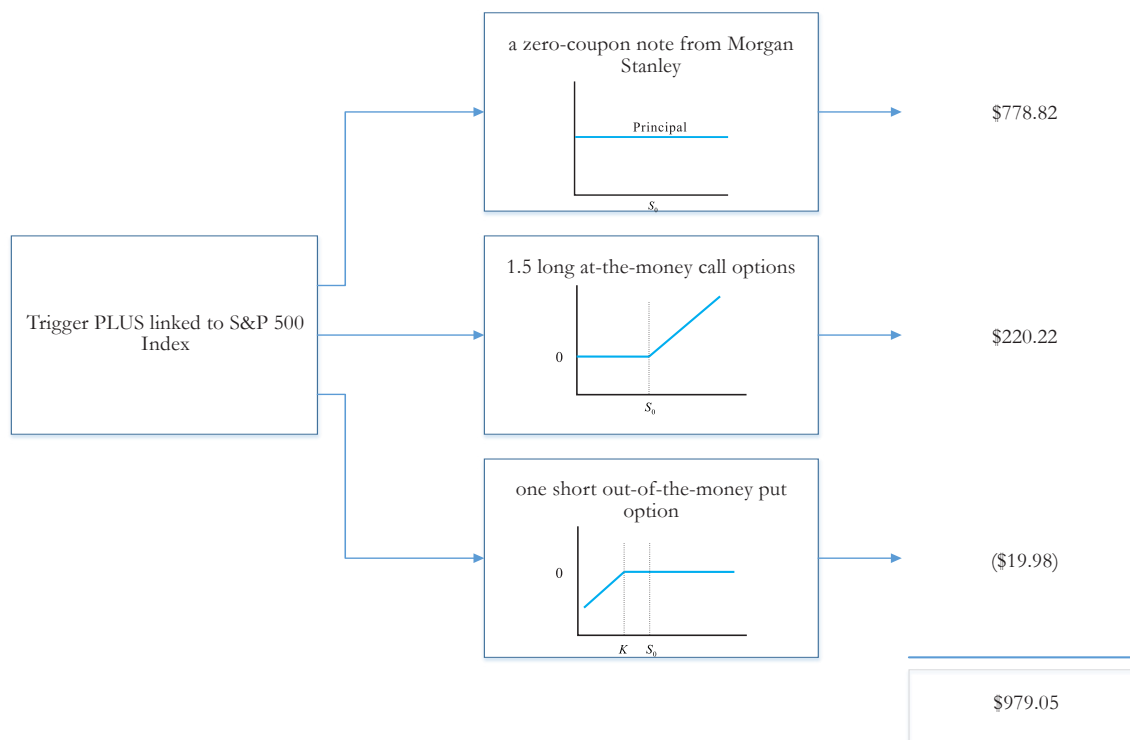 a zero-coupon note from Morgan
Stanley
Principal
S₀
$778.82
Trigger PLUS linked to S&P 500
Index
1.5 long at-the-money call options
0
S₀
$220.22
one short out-of-the-money put
option
0
K S₀
($19.98)
$979.05